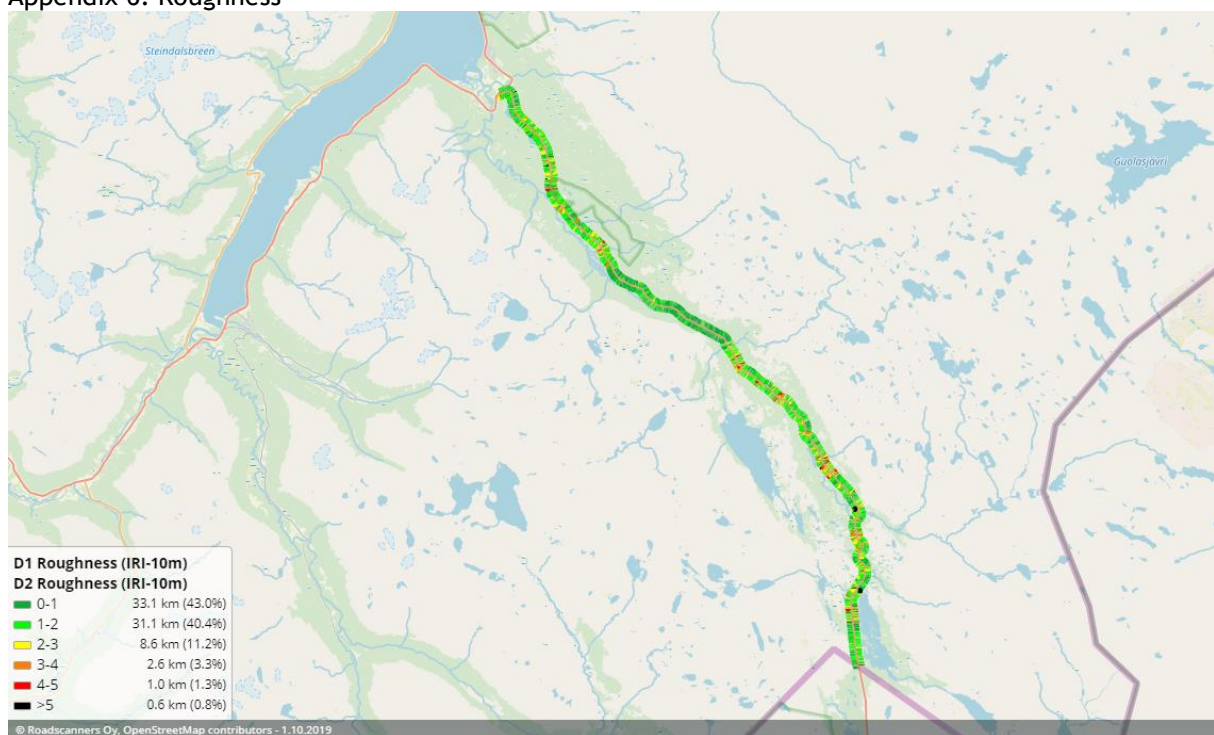 Appendix 6. Roughness
Steindalsbreen
Guolasjávri
D1 Roughness (IRI-10m)
D2 Roughness (IRI-10m)
0-1 33.1 km (43.0%)
1-2 31.1 km (40.4%)
2-3 8.6 km (11.2%)
3-4 2.6 km (3.3%)
4-5 1.0 km (1.3%)
>5 0.6 km (0.8%)
© Roadscanners Oy, OpenStreetMap contributors - 1.10.2019